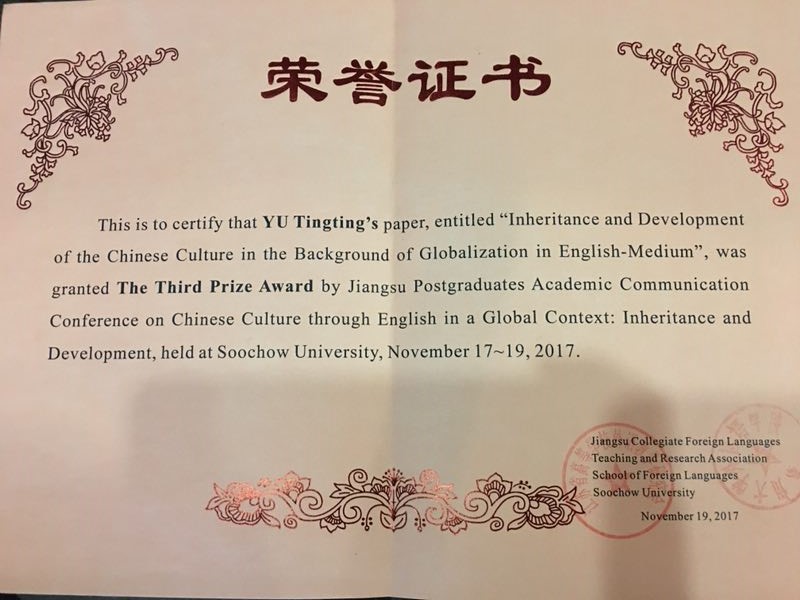 荣誉证书
This is to certify that YU Tingting's paper, entitled “Inheritance and Development
of the Chinese Culture in the Background of Globalization in English-Medium”, was
granted The Third Prize Award by Jiangsu Postgraduates Academic Communication
Conference on Chinese Culture through English in a Global Context: Inheritance and
Development, held at Soochow University, November 17~19, 2017.
Jiangsu Collegiate Foreign Languages
Teaching and Research Association
School of Foreign Languages
Soochow University
November 19, 2017